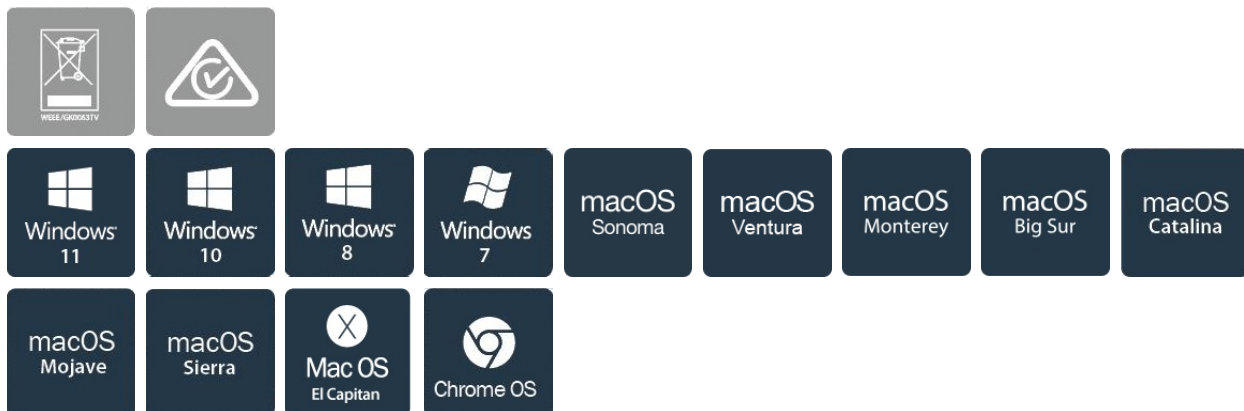 WEEE/GK0063TV
Windows
11
Windows
10
Windows
8
Windows
7
macOS
Sonoma
macOS
Ventura
macOS
Monterey
macOS
Big Sur
macOS
Catalina
macOS
Mojave
macOS
Sierra
X
Mac OS
El Capitan
Chrome OS